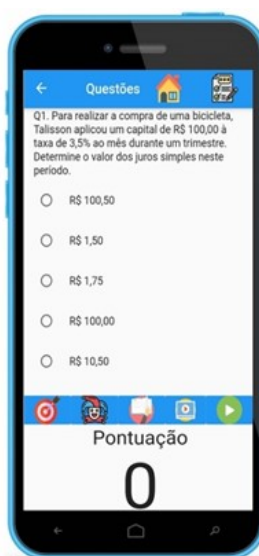 Questões
Q1. Para realizar a compra de uma bicicleta,
Talisson aplicou um capital de R$ 100,00 à
taxa de 3,5% ao mês durante um trimestre.
Determine o valor dos juros simples neste
período.
R$ 100,50
R$ 1,50
R$ 1,75
R$ 100,00
R$ 10,50
Pontuação
0